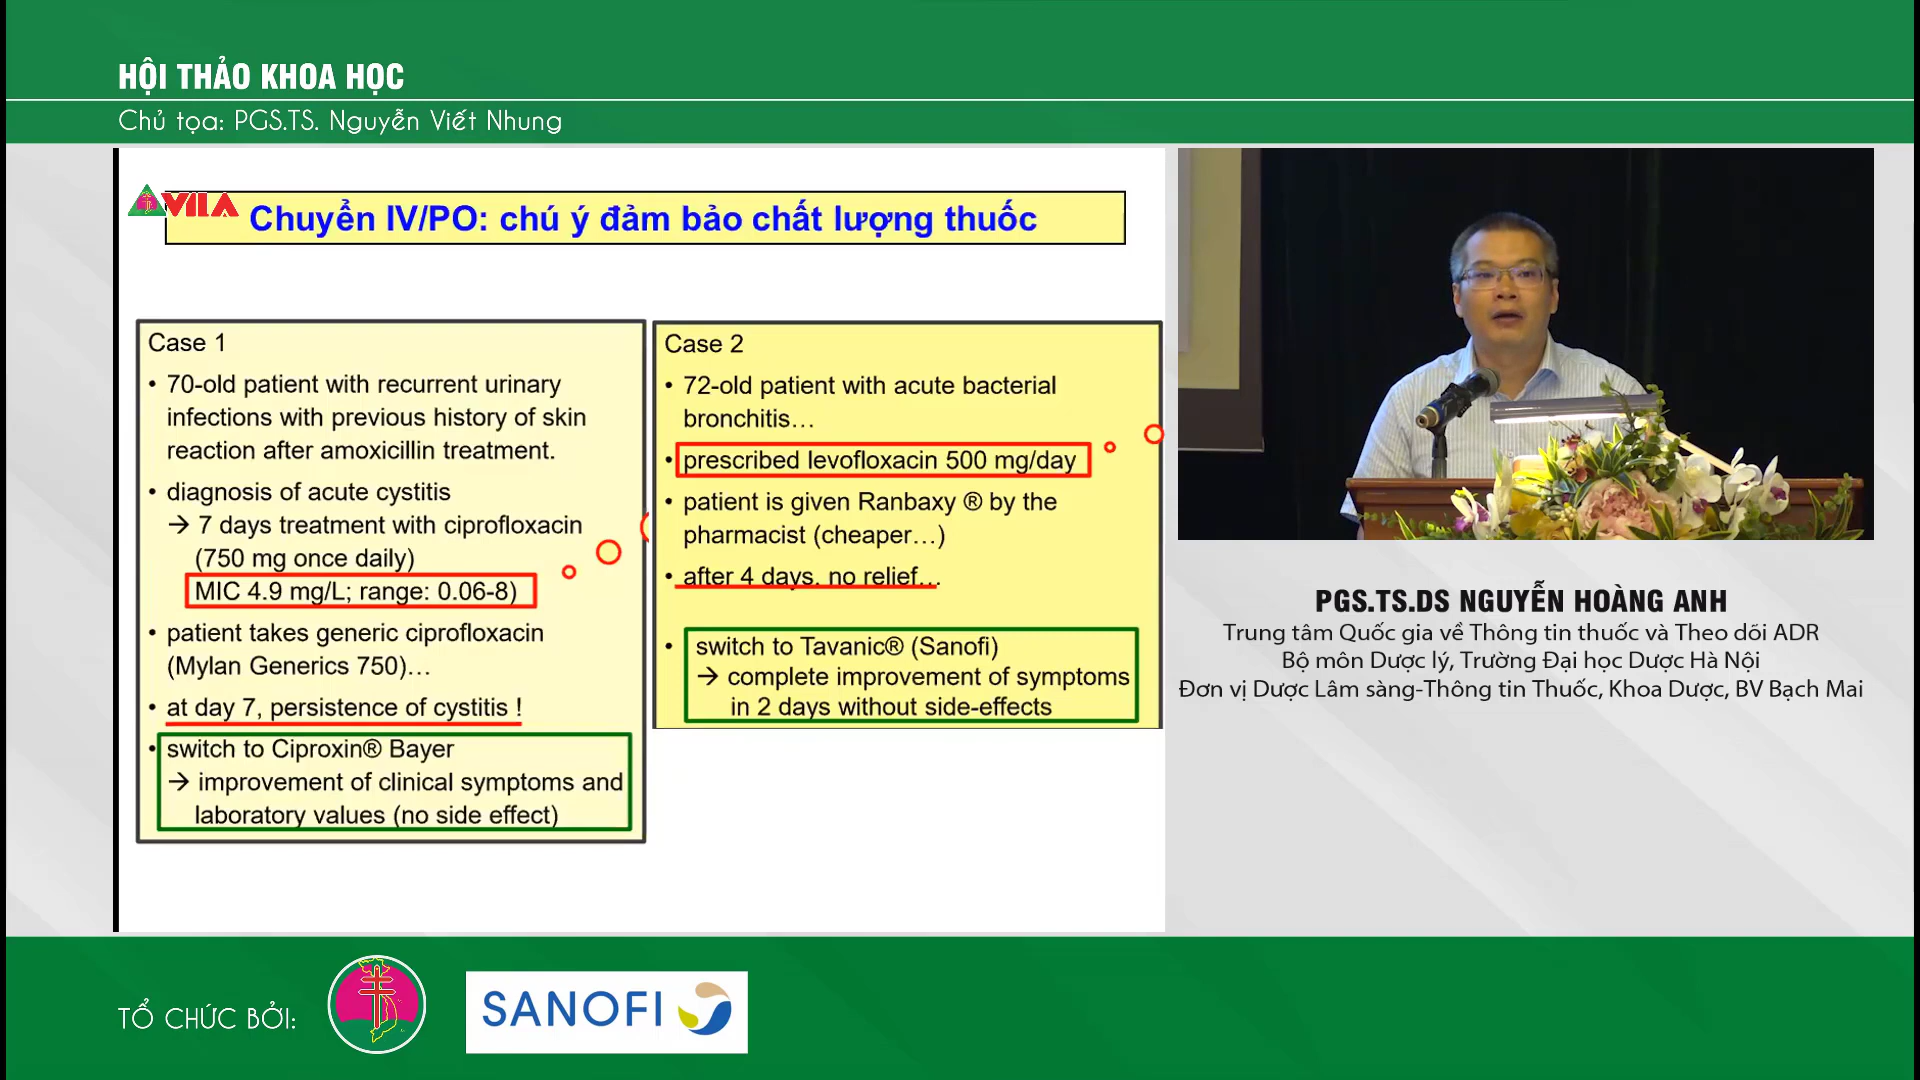 HỘI THẢO KHOA HỌC
Chủ tọa: PGS.TS. Nguyễn Viết Nhung
VILA
Chuyển IV/PO: chú ý đảm bảo chất lượng thuốc
Case 1
• 70-old patient with recurrent urinary
infections with previous history of skin
reaction after amoxicillin treatment.
• diagnosis of acute cystitis
→ 7 days treatment with ciprofloxacin
(750 mg once daily)
MIC 4.9 mg/L; range: 0.06-8)
• patient takes generic ciprofloxacin
(Mylan Generics 750)…
• at day 7, persistence of cystitis !
• switch to Ciproxin® Bayer
→ improvement of clinical symptoms and
laboratory values (no side effect)
Case 2
• 72-old patient with acute bacterial
bronchitis…
• prescribed levofloxacin 500 mg/day
• patient is given Ranbaxy ® by the
pharmacist (cheaper…)
• after 4 days, no relief…
• switch to Tavanic® (Sanofi)
→ complete improvement of symptoms
in 2 days without side-effects
PGS.TS.DS NGUYỄN HOÀNG ANH
Trung tâm Quốc gia về Thông tin thuốc và Theo dõi ADR
Bộ môn Dược lý, Trường Đại học Dược Hà Nội
Đơn vị Dược Lâm sàng-Thông tin Thuốc, Khoa Dược, BV Bạch Mai
TỔ CHỨC BỞI:
SANOFI